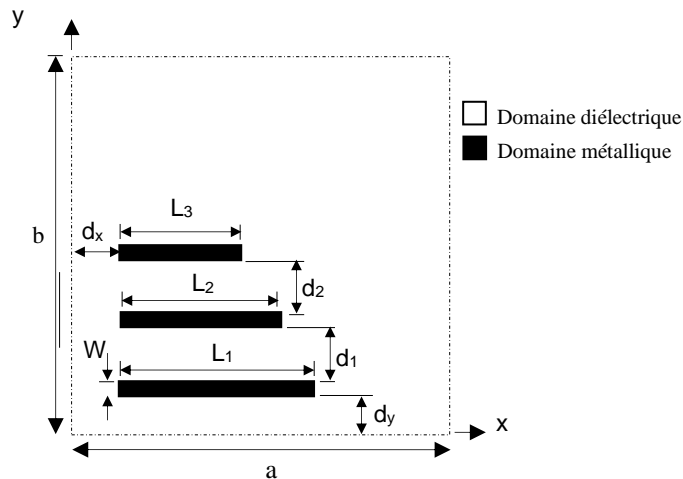 y
Domaine diélectrique
Domaine métallique
L3
b
dx
L2
d2
W
L1
d1
dy
x
a